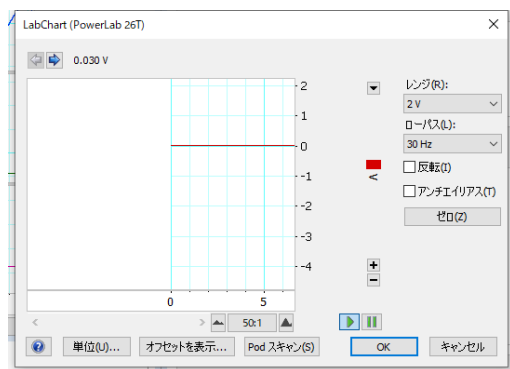 LabChart (PowerLab 26T)
0.030 V
レンジ(R):
2 V
ローパス(L):
30 Hz
反転(I)
アンチエイリアス(T)
ゼロ(Z)
2
1
0
-1
-2
-3
-4
V
0 5
50:1
単位(U)... オフセットを表示... Pod スキャン(S) OK キャンセル